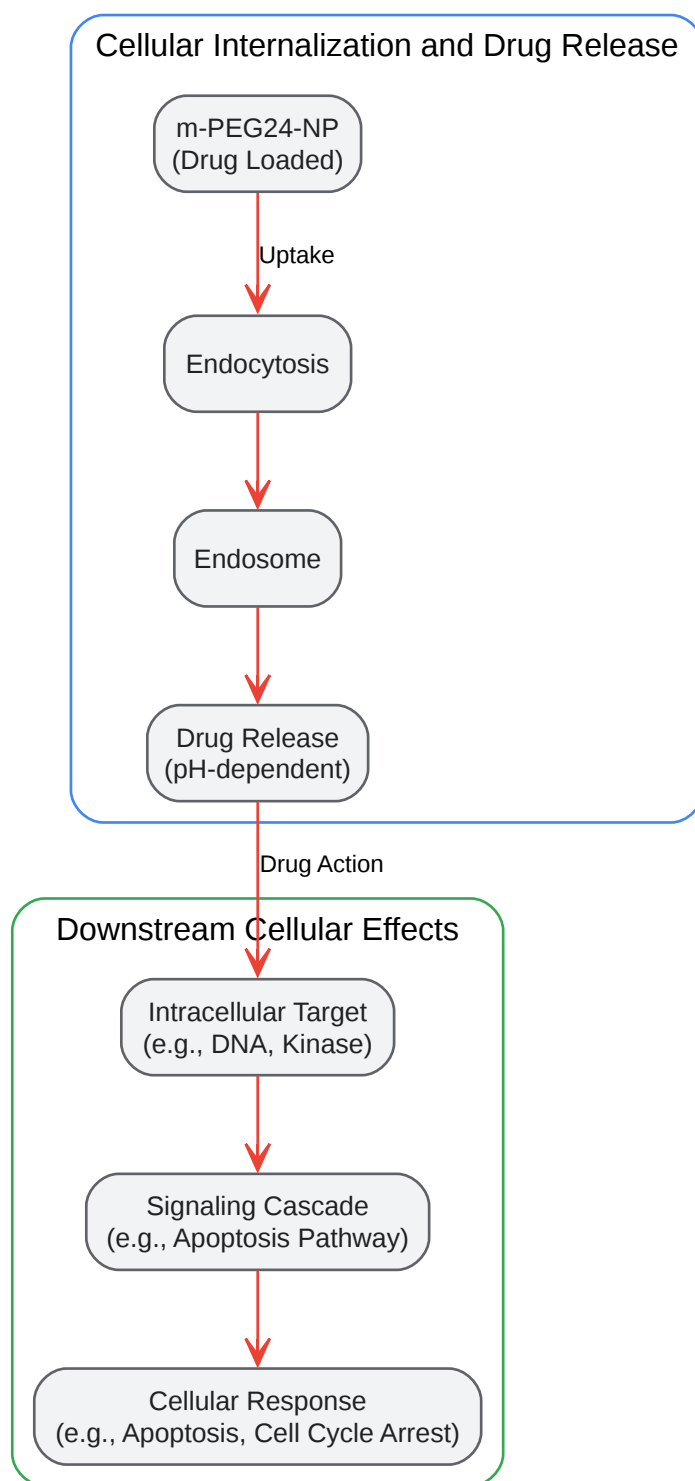 Cellular Internalization and Drug Release
m-PEG24-NP
(Drug Loaded)
Uptake
Endocytosis
Endosome
Drug Release
(pH-dependent)
Drug Action
Downstream Cellular Effects
Intracellular Target
(e.g., DNA, Kinase)
Signaling Cascade
(e.g., Apoptosis Pathway)
Cellular Response
(e.g., Apoptosis, Cell Cycle Arrest)